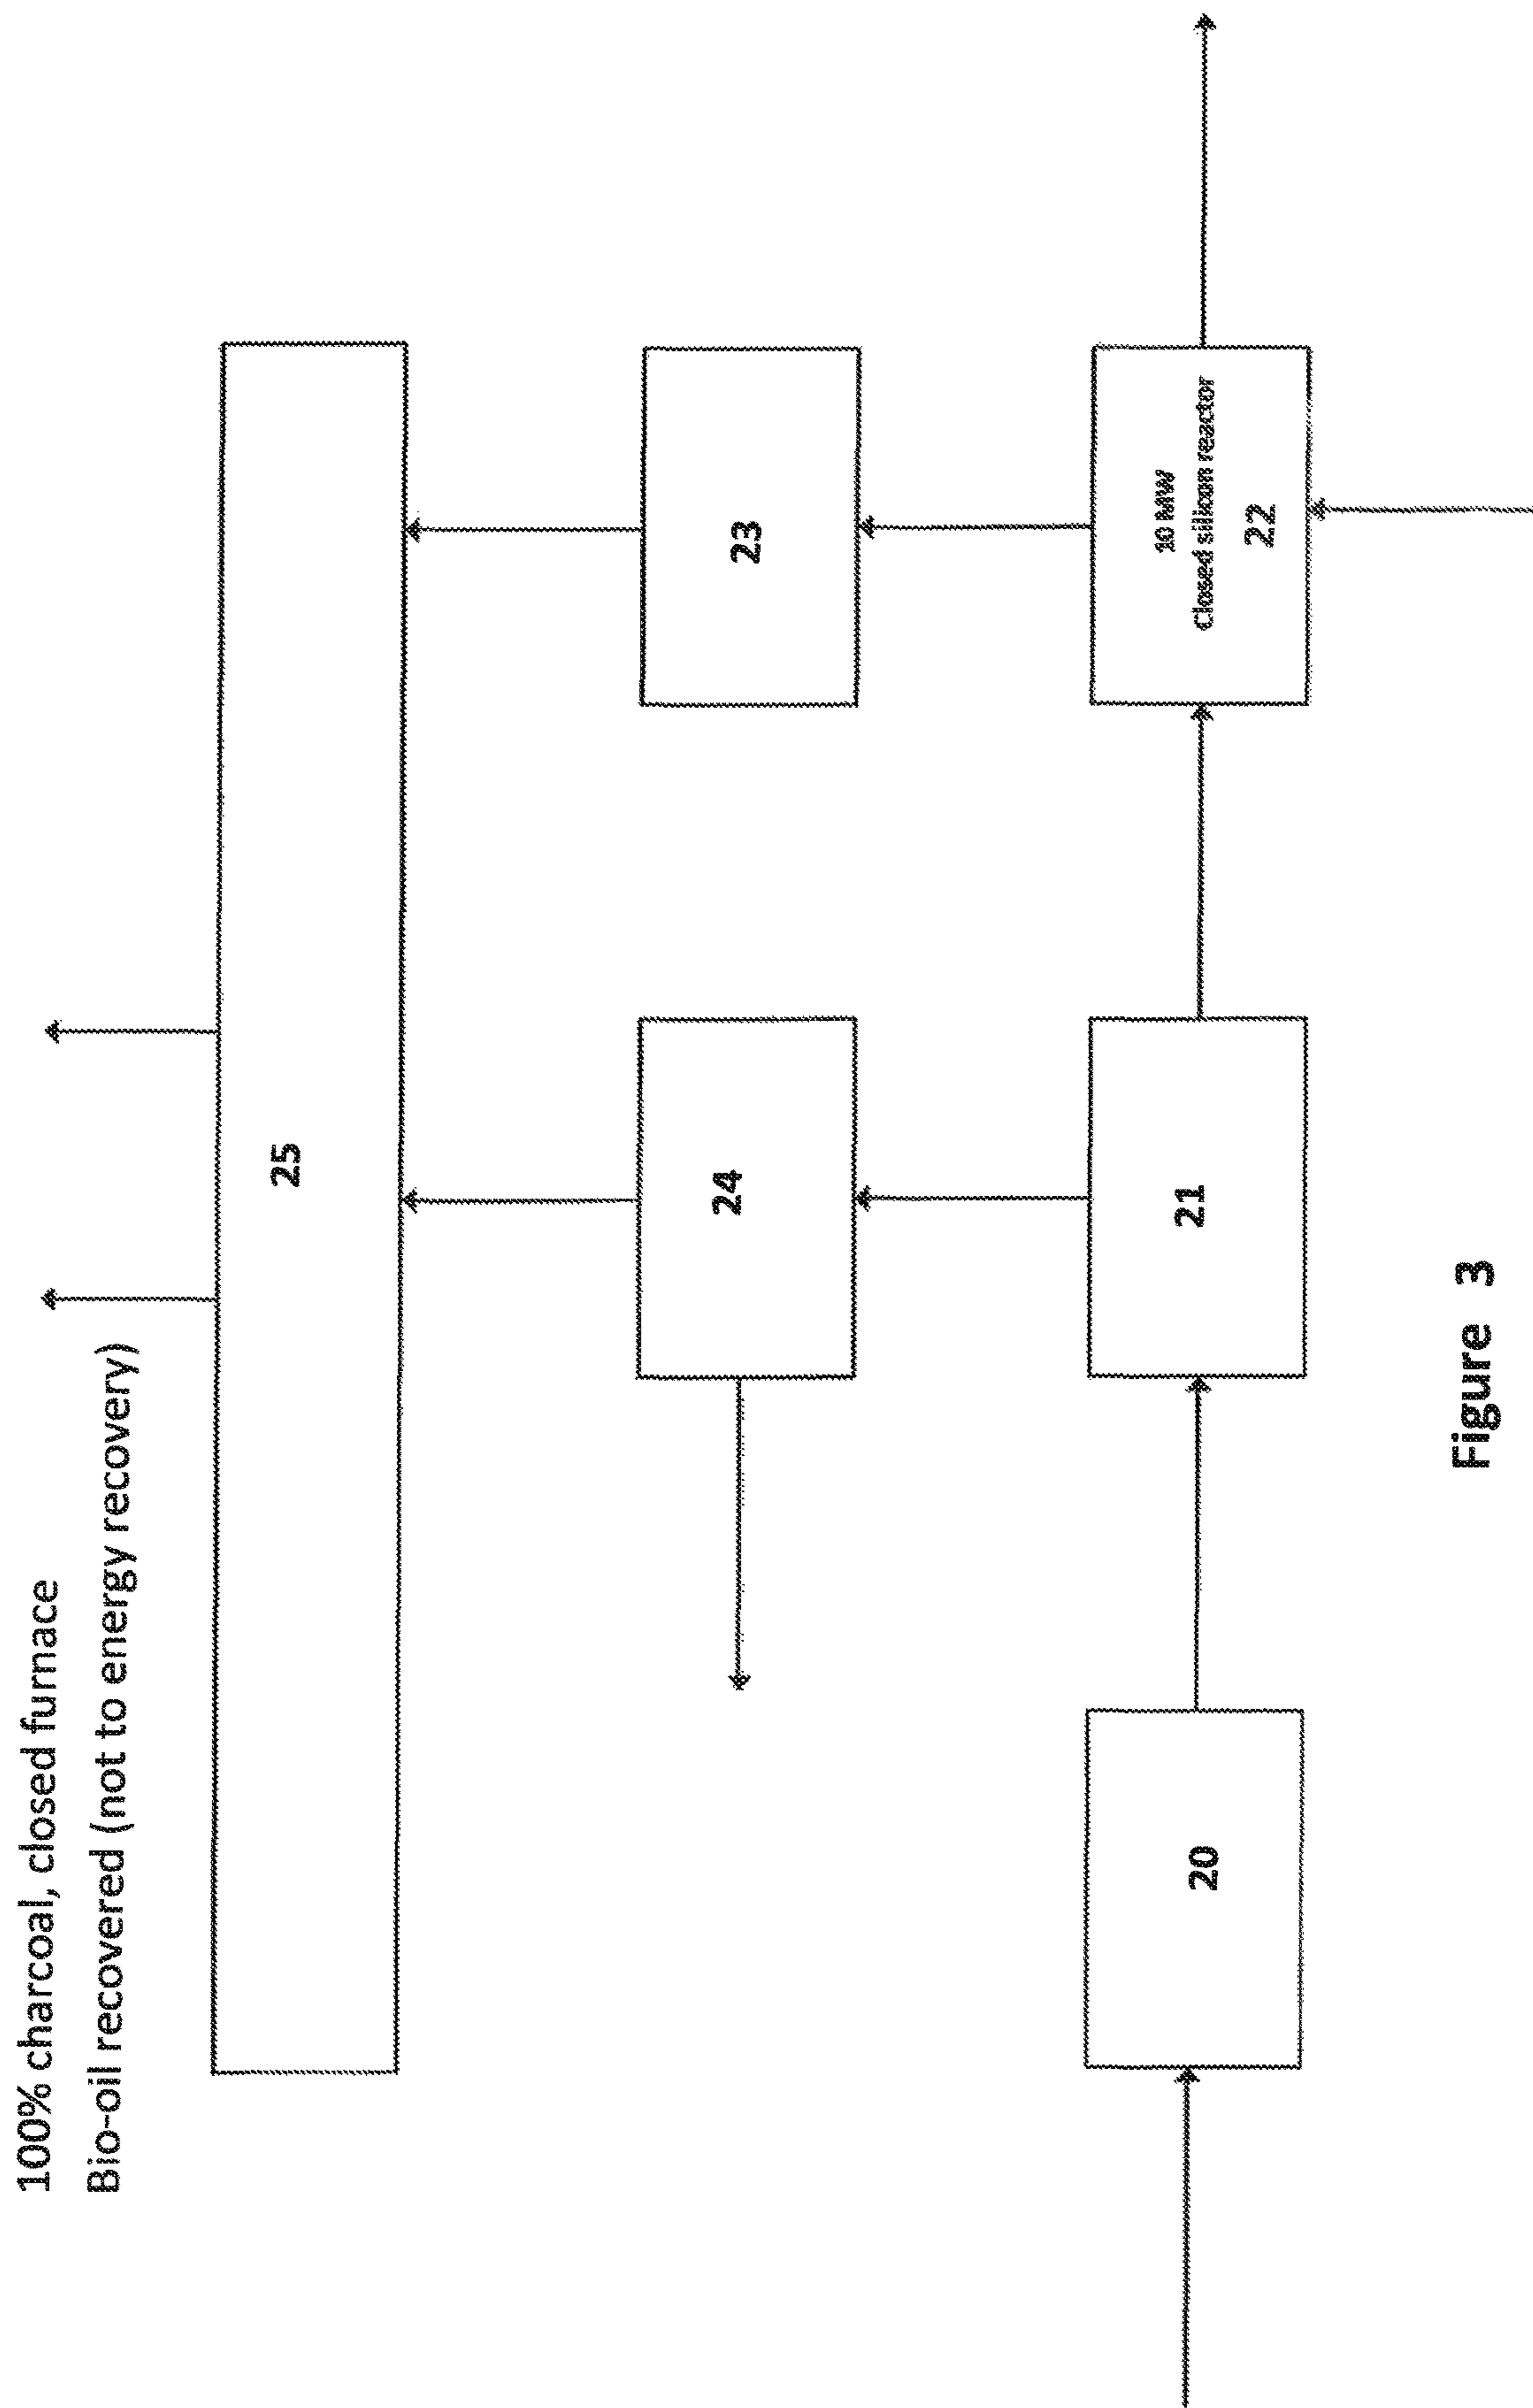 100% charcoal, closed furnace
Bio-oil recovered (not to energy recovery)
25
24
23
20
21
10 MW
Closed silicon reactor
22
Figure 3